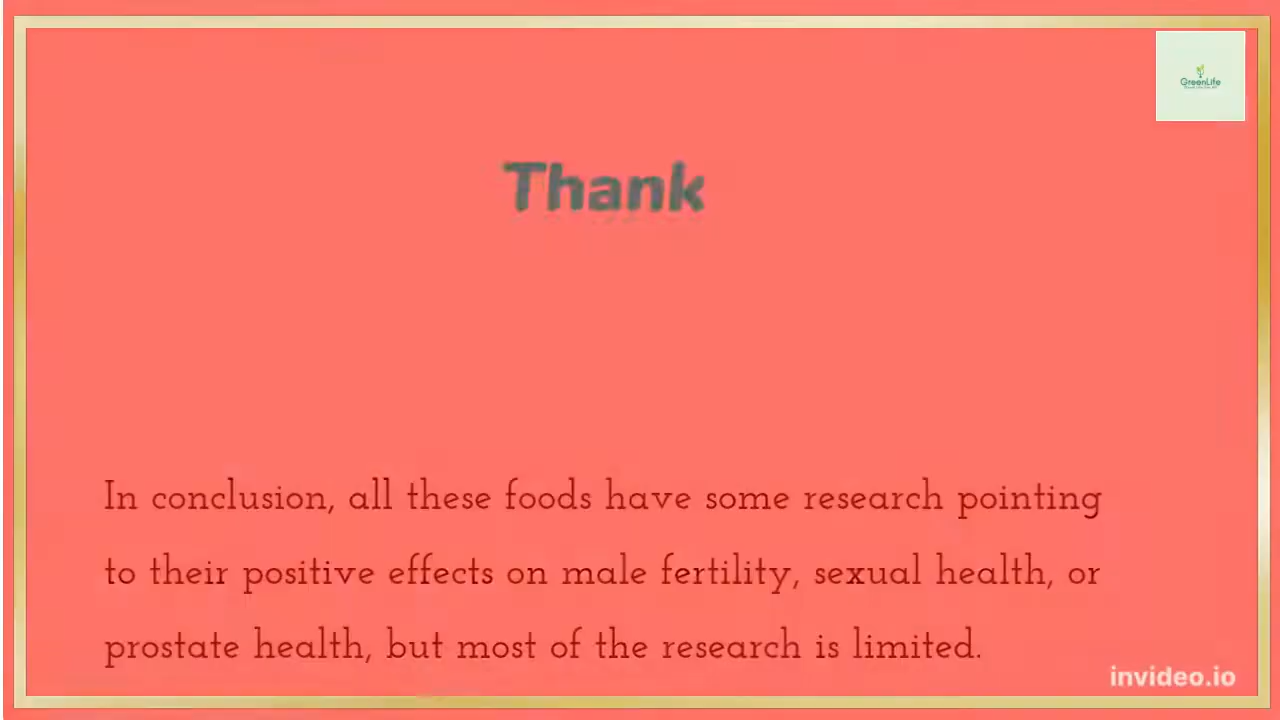 GreenLife
Thank
In conclusion, all these foods have some research pointing
to their positive effects on male fertility, sexual health, or
prostate health, but most of the research is limited.
invideo.io